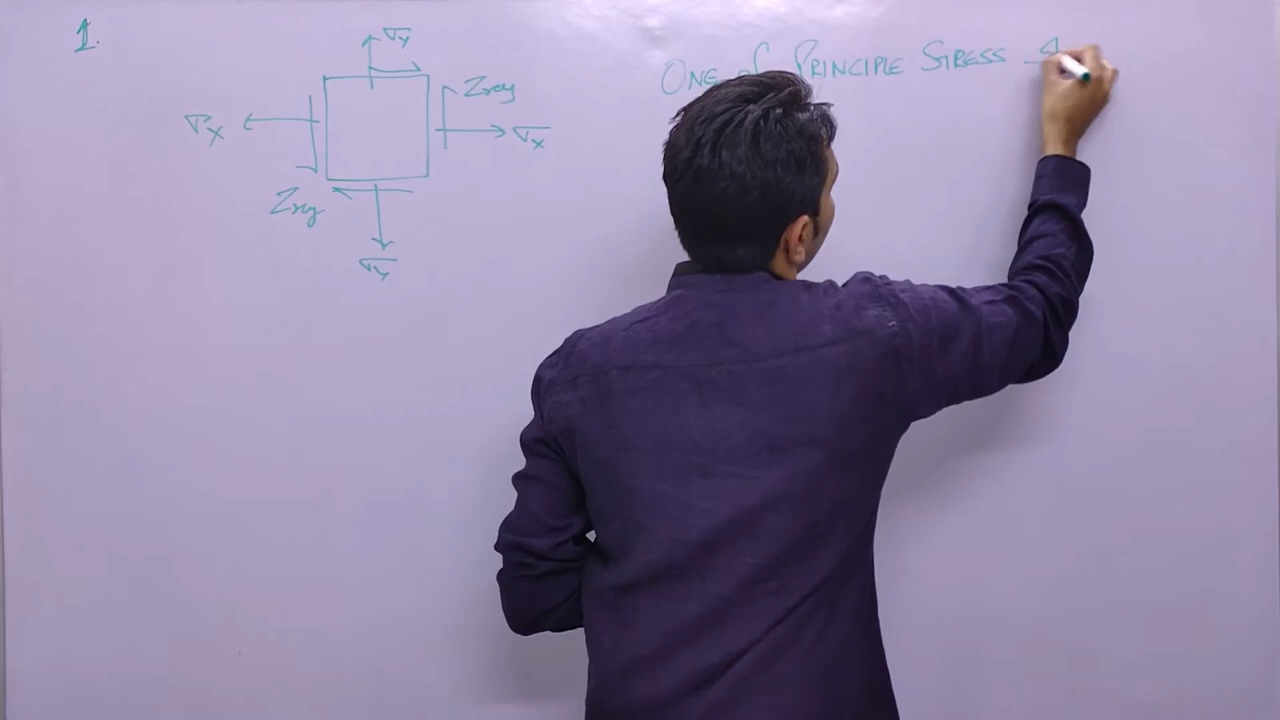 1.
σy
τxy
σx
σx
τxy
σy
ONE of PRINCIPLE STRESS